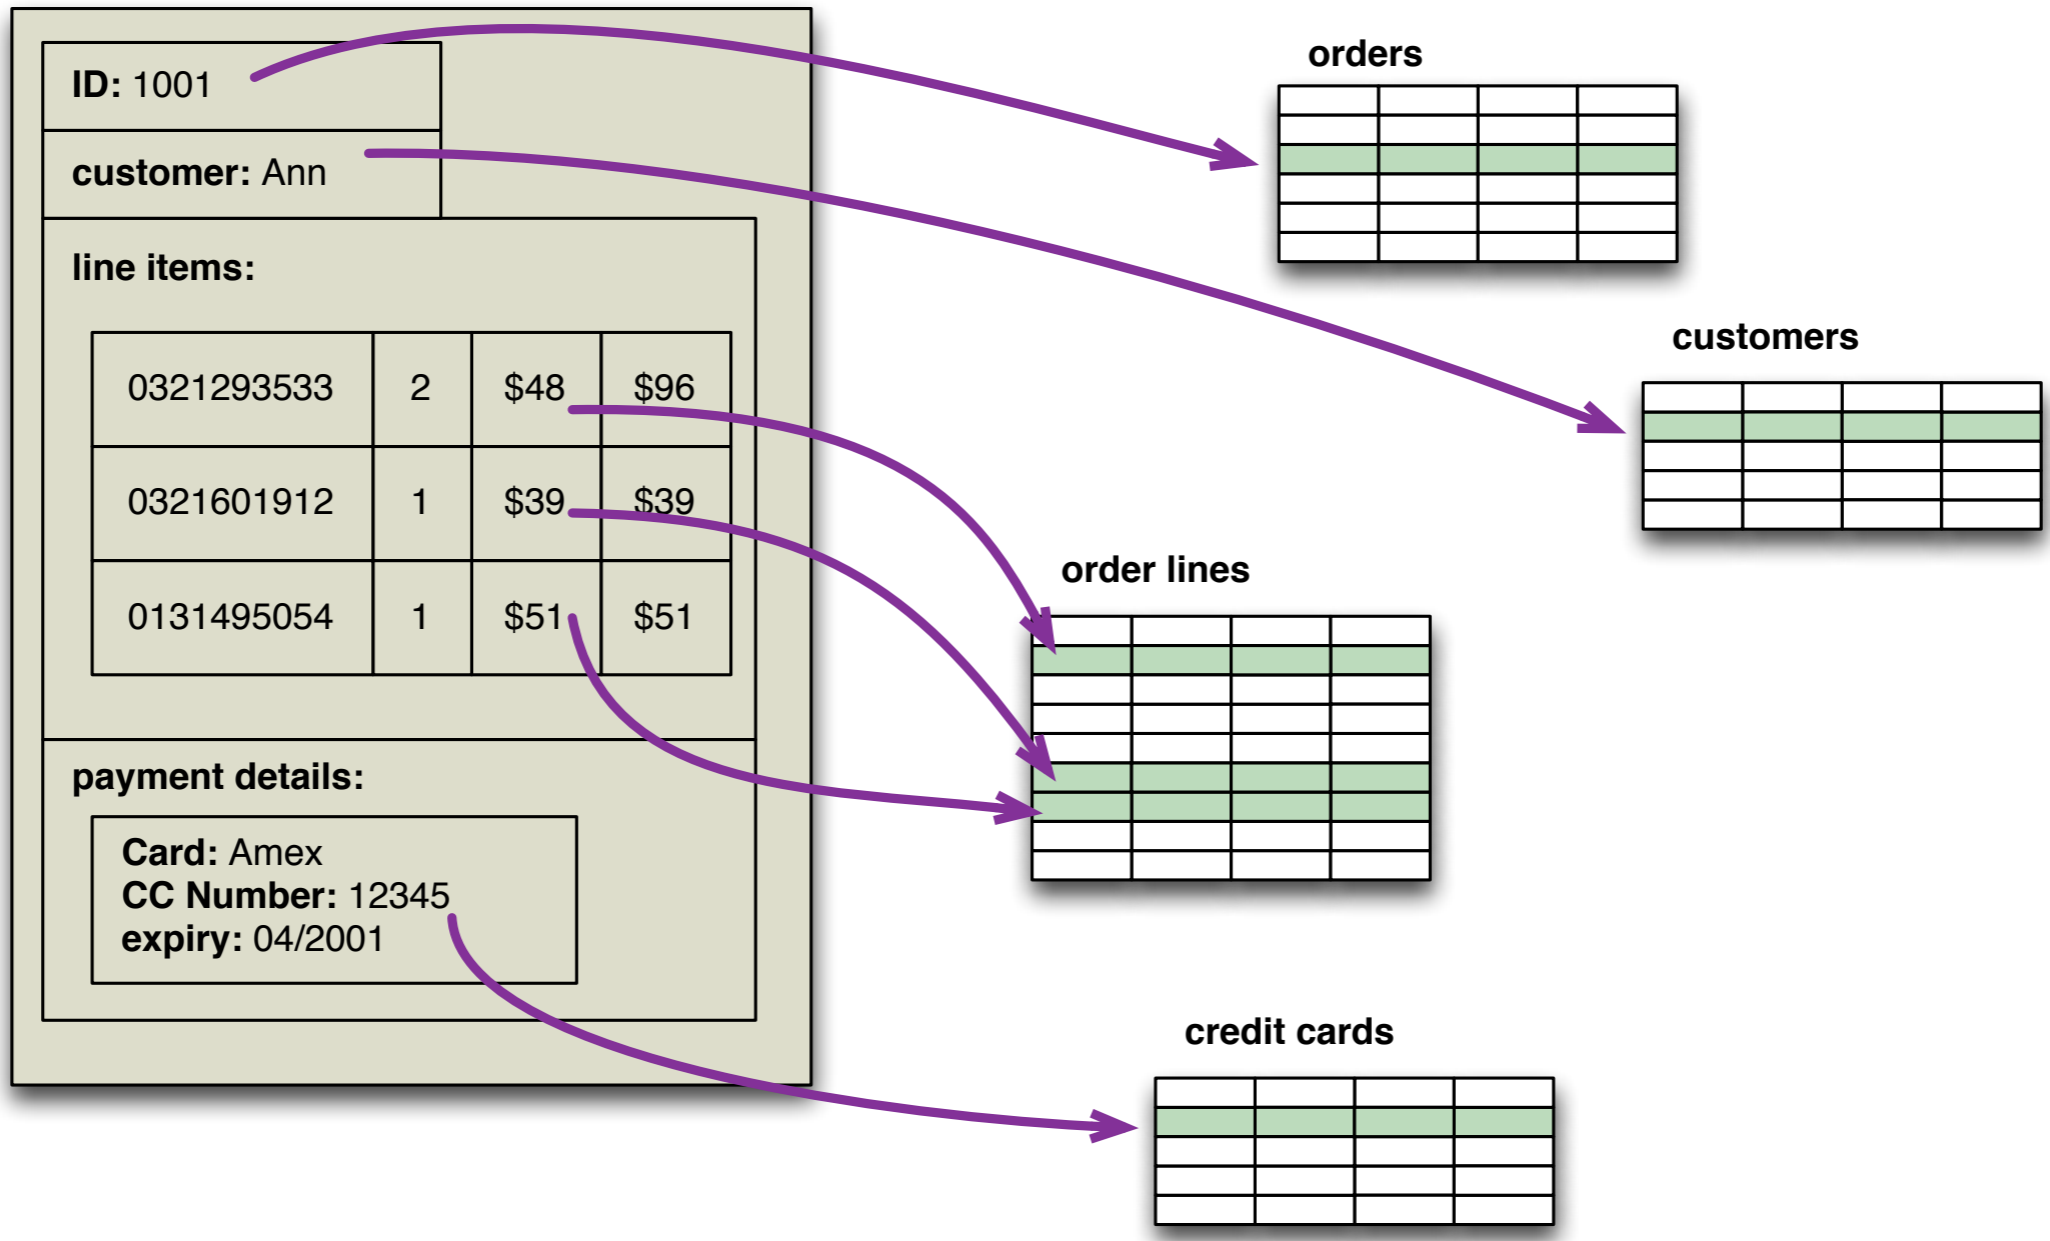 ID: 1001
customer: Ann
line items:
0321293533 2 $48 $96
0321601912 1 $39 $39
0131495054 1 $51 $51
payment details:
Card: Amex
CC Number: 12345
expiry: 04/2001
orders
customers
order lines
credit cards